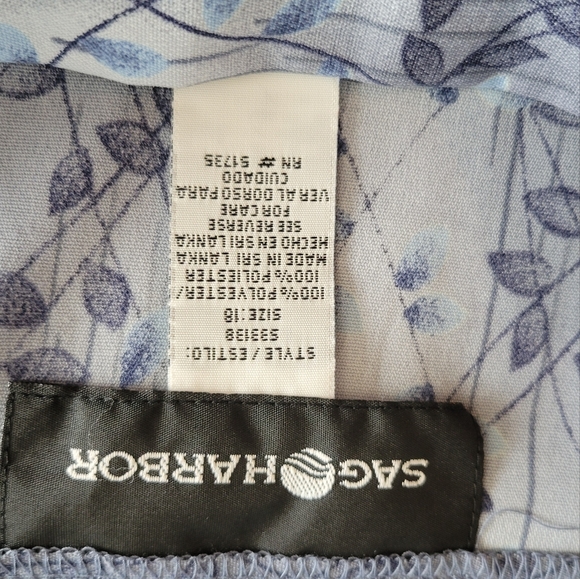 SAG HARBOR
STYLE / ESTILO:
S33138
SIZE: 18
100% POLYESTER/
100% POLIESTER
MADE IN SRI LANKA
HECHO EN SRI LANKA
SEE REVERSE
FOR CARE
VER AL DORSO PARA
CUIDADO
RN # 51735